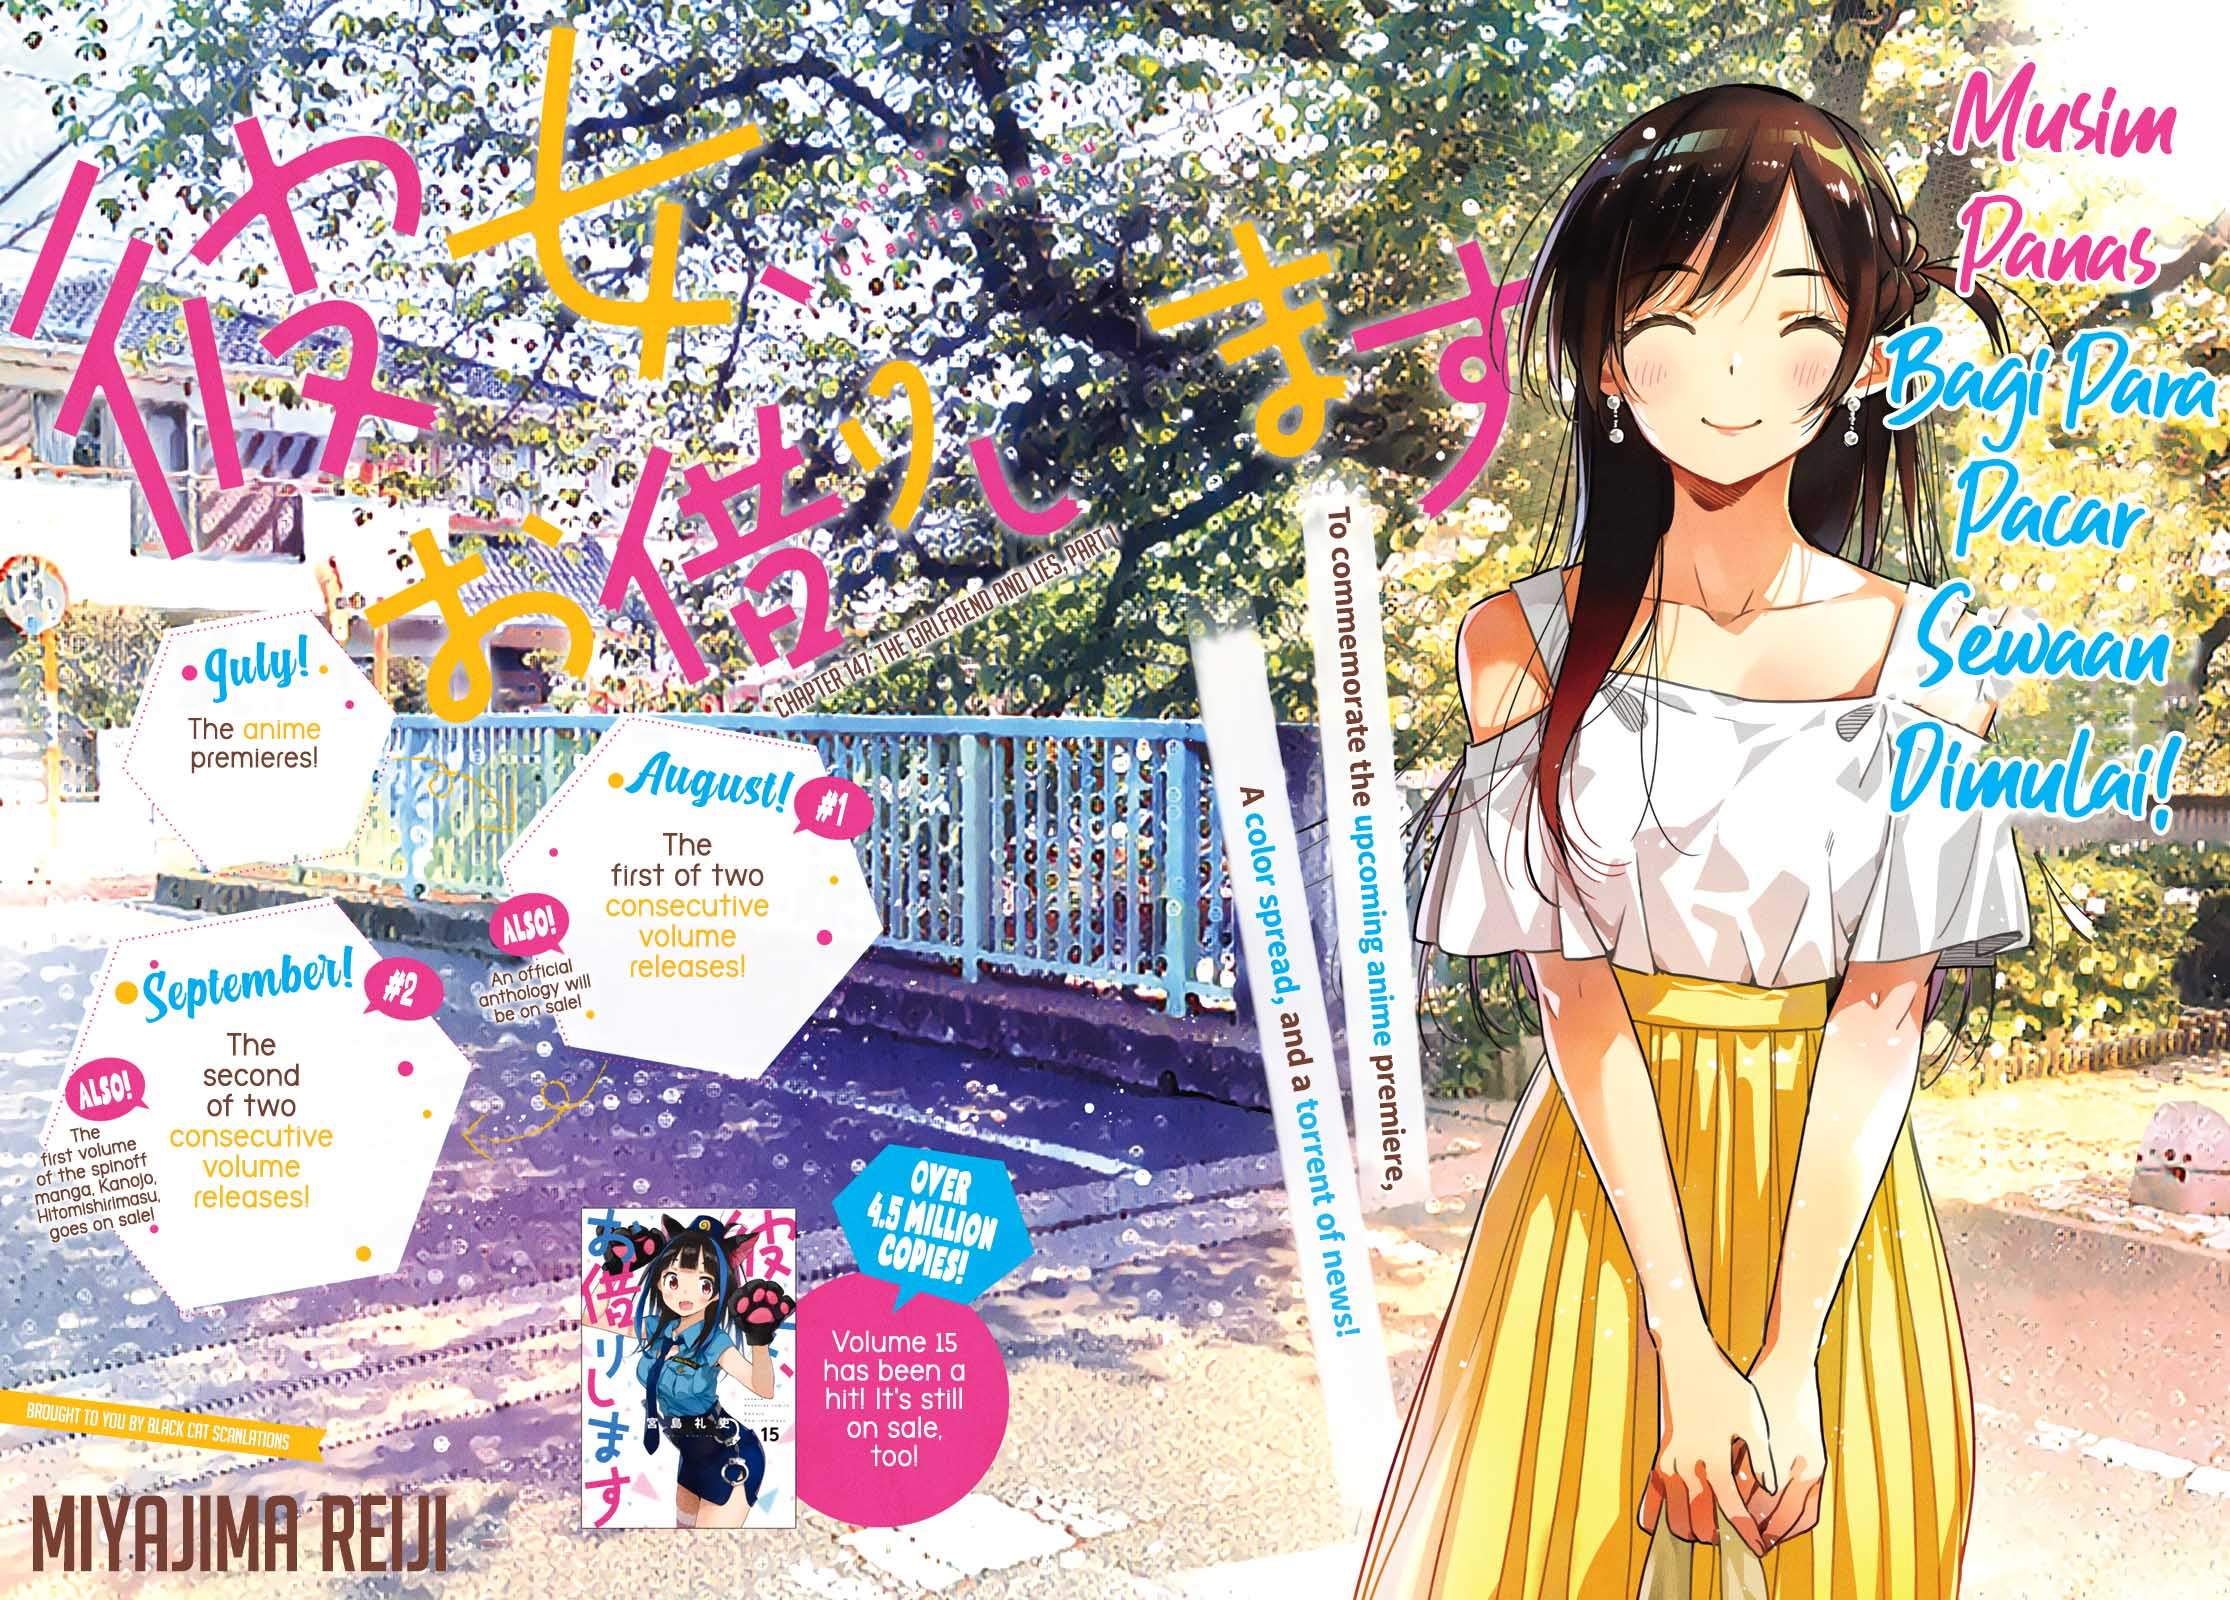 彼女、
お借りします
Kanojo,
Okarishimasu
CHAPTER 147: THE GIRLFRIEND AND LIES, PART 1
Musim
Panas
Bagi Para
Pacar
Sewaan
Dimulai!
To commemorate the upcoming anime premiere,
A color spread, and a torrent of news!
July!
The anime
premieres!
August!
#1
The
first of two
consecutive
volume
releases!
ALSO!
An official
anthology will
be on sale!
September!
#2
The
second
of two
consecutive
volume
releases!
ALSO!
The
first volume
of the spinoff
manga, Kanojo,
Hitomishirimasu,
goes on sale!
OVER
4.5 MILLION
COPIES!
Volume 15
has been a
hit! It's still
on sale,
too!
彼女、
お借りします
宮島礼吏
15
BROUGHT TO YOU BY BLACK CAT SCANLATIONS
MIYAJIMA REIJI